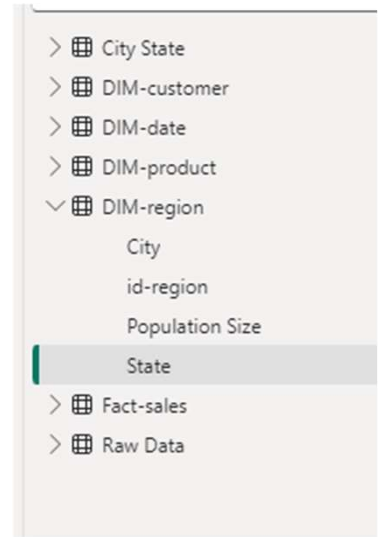 City State
DIM-customer
DIM-date
DIM-product
DIM-region
City
id-region
Population Size
State
Fact-sales
Raw Data